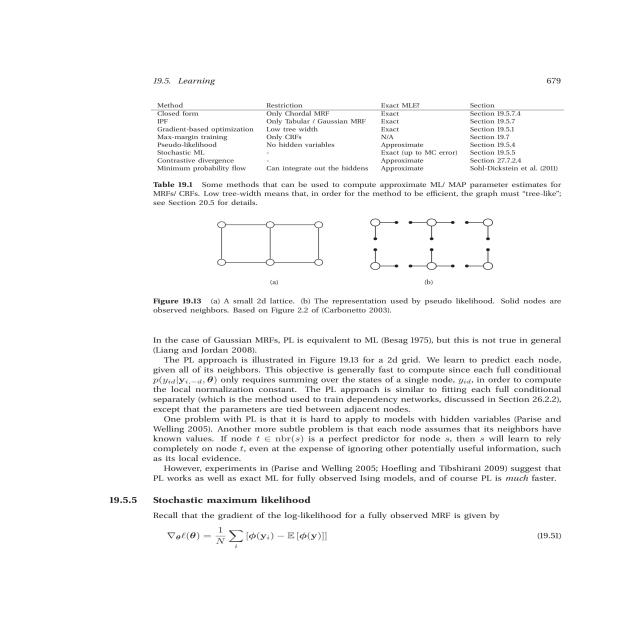 19.5. Learning 679
Method Restriction Exact MLE? Section
Closed form Only Chordal MRF Exact Section 19.5.7.4
IPF Only Tabular / Gaussian MRF Exact Section 19.5.7
Gradient-based optimization Low tree width Exact Section 19.5.1
Max-margin training Only CRFs N/A Section 19.7
Pseudo-likelihood No hidden variables Approximate Section 19.5.4
Stochastic ML - Exact (up to MC error) Section 19.5.5
Contrastive divergence - Approximate Section 27.7.2.4
Minimum probability flow Can integrate out the hiddens Approximate Sohl-Dickstein et al. (2011)
Table 19.1 Some methods that can be used to compute approximate ML/ MAP parameter estimates for
MRFs/ CRFs. Low tree-width means that, in order for the method to be efficient, the graph must “tree-like”;
see Section 20.5 for details.
(a) (b)
Figure 19.13 (a) A small 2d lattice. (b) The representation used by pseudo likelihood. Solid nodes are
observed neighbors. Based on Figure 2.2 of (Carbonetto 2003).
In the case of Gaussian MRFs, PL is equivalent to ML (Besag 1975), but this is not true in general
(Liang and Jordan 2008).
The PL approach is illustrated in Figure 19.13 for a 2d grid. We learn to predict each node,
given all of its neighbors. This objective is generally fast to compute since each full conditional
p(y_{id}|y_{i,−d}, θ) only requires summing over the states of a single node, y_{id}, in order to compute
the local normalization constant. The PL approach is similar to fitting each full conditional
separately (which is the method used to train dependency networks, discussed in Section 26.2.2),
except that the parameters are tied between adjacent nodes.
One problem with PL is that it is hard to apply to models with hidden variables (Parise and
Welling 2005). Another more subtle problem is that each node assumes that its neighbors have
known values. If node t ∈ nbr(s) is a perfect predictor for node s, then s will learn to rely
completely on node t, even at the expense of ignoring other potentially useful information, such
as its local evidence.
However, experiments in (Parise and Welling 2005; Hoefling and Tibshirani 2009) suggest that
PL works as well as exact ML for fully observed Ising models, and of course PL is much faster.
19.5.5 Stochastic maximum likelihood
Recall that the gradient of the log-likelihood for a fully observed MRF is given by
∇_θ ℓ(θ) = 1/N ∑_i [ϕ(y_i) − E [ϕ(y)]] (19.51)